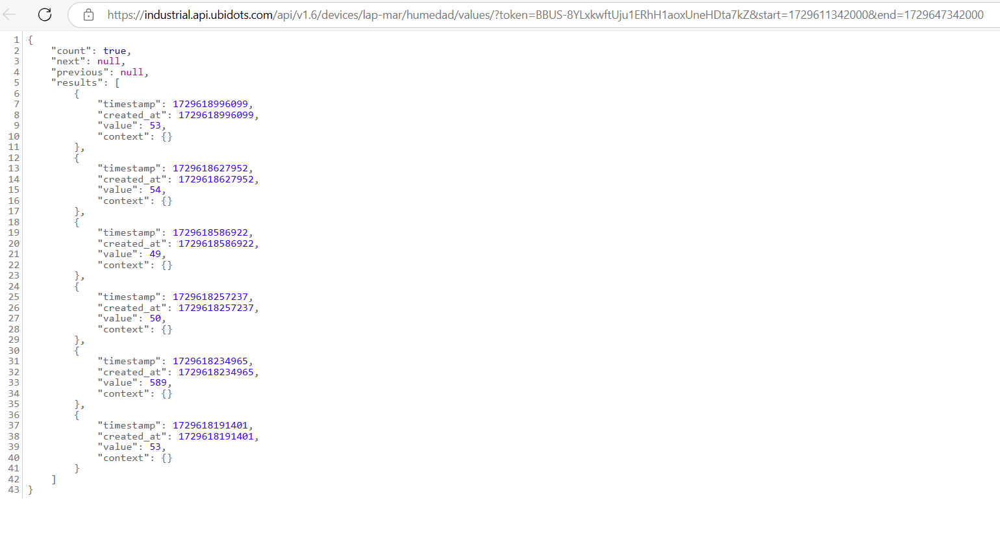 https://industrial.api.ubidots.com/api/v1.6/devices/lap-mar/humedad/values/?token=BBUS-8YLxkwftUju1ERhH1aoxUneHDta7kZ&start=1729611342000&end=1729647342000
1 {
2 "count": true,
3 "next": null,
4 "previous": null,
5 "results": [
6 {
7 "timestamp": 1729618996099,
8 "created_at": 1729618996099,
9 "value": 53,
10 "context": {}
11 },
12 {
13 "timestamp": 1729618627952,
14 "created_at": 1729618627952,
15 "value": 54,
16 "context": {}
17 },
18 {
19 "timestamp": 1729618586922,
20 "created_at": 1729618586922,
21 "value": 49,
22 "context": {}
23 },
24 {
25 "timestamp": 1729618257237,
26 "created_at": 1729618257237,
27 "value": 50,
28 "context": {}
29 },
30 {
31 "timestamp": 1729618234965,
32 "created_at": 1729618234965,
33 "value": 589,
34 "context": {}
35 },
36 {
37 "timestamp": 1729618191401,
38 "created_at": 1729618191401,
39 "value": 53,
40 "context": {}
41 }
42 ]
43 }